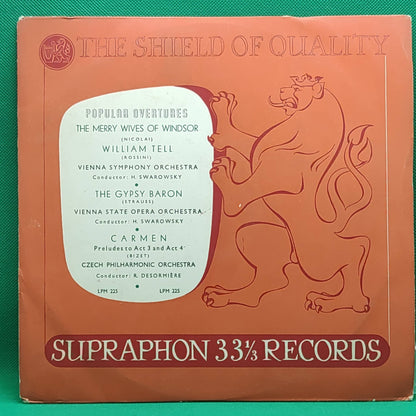 THE SHIELD OF QUALITY
POPULAR OVERTURES
THE MERRY WIVES OF WINDSOR
(NICOLAI)
WILLIAM TELL
(ROSSINI)
VIENNA SYMPHONY ORCHESTRA
Conductor: H. SWAROWSKY
THE GYPSY BARON
(STRAUSS)
VIENNA STATE OPERA ORCHESTRA
Conductor: H. SWAROWSKY
CARMEN
Preludes to Act 3 and Act 4
(BIZET)
CZECH PHILHARMONIC ORCHESTRA
Conductor: R. DESORMIÈRE
LPM 225 LPM 225
SUPRAPHON 33⅓ RECORDS